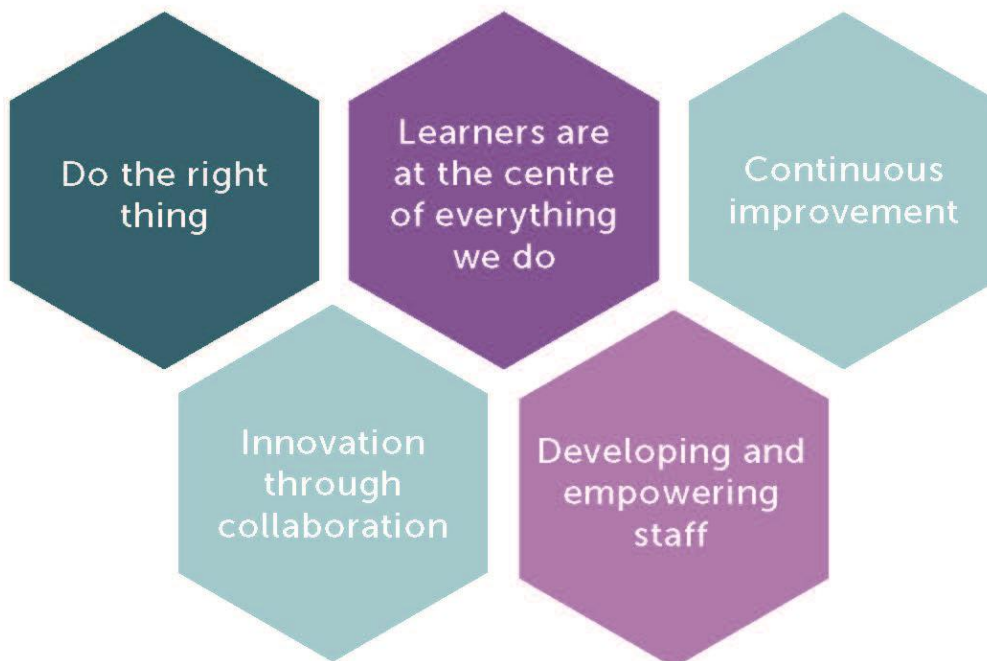 Do the right
thing
Learners are
at the centre
of everything
we do
Continuous
improvement
Innovation
through
collaboration
Developing and
empowering
staff